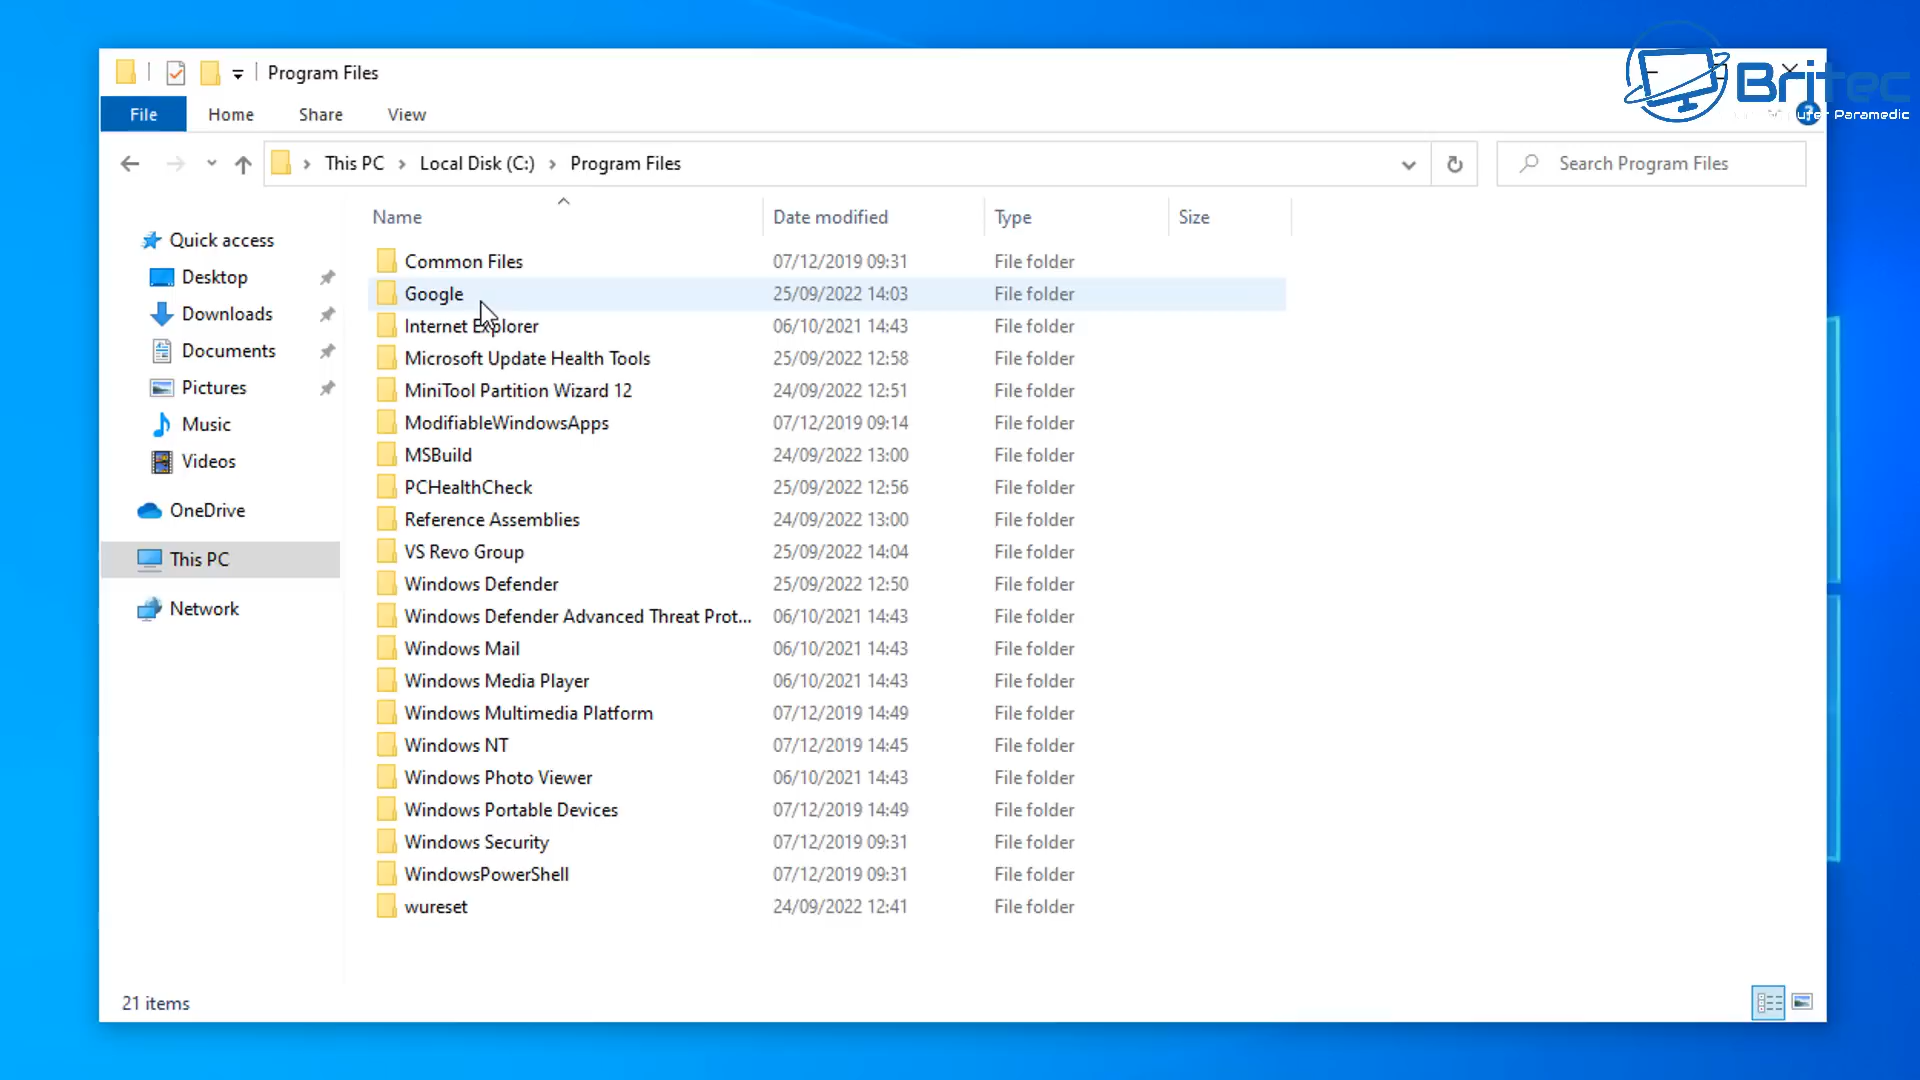 Program Files
File Home Share View
This PC Local Disk (C:) Program Files
Search Program Files
Britec
Paramedic
Name Date modified Type Size
Quick access
Desktop
Downloads
Documents
Pictures
Music
Videos
OneDrive
This PC
Network
Common Files 07/12/2019 09:31 File folder
Google 25/09/2022 14:03 File folder
Internet Explorer 06/10/2021 14:43 File folder
Microsoft Update Health Tools 25/09/2022 12:58 File folder
MiniTool Partition Wizard 12 24/09/2022 12:51 File folder
ModifiableWindowsApps 07/12/2019 09:14 File folder
MSBuild 24/09/2022 13:00 File folder
PCHealthCheck 25/09/2022 12:56 File folder
Reference Assemblies 24/09/2022 13:00 File folder
VS Revo Group 25/09/2022 14:04 File folder
Windows Defender 25/09/2022 12:50 File folder
Windows Defender Advanced Threat Prot... 06/10/2021 14:43 File folder
Windows Mail 06/10/2021 14:43 File folder
Windows Media Player 06/10/2021 14:43 File folder
Windows Multimedia Platform 07/12/2019 14:49 File folder
Windows NT 07/12/2019 14:45 File folder
Windows Photo Viewer 06/10/2021 14:43 File folder
Windows Portable Devices 07/12/2019 14:49 File folder
Windows Security 07/12/2019 09:31 File folder
WindowsPowerShell 07/12/2019 09:31 File folder
wureset 24/09/2022 12:41 File folder
21 items